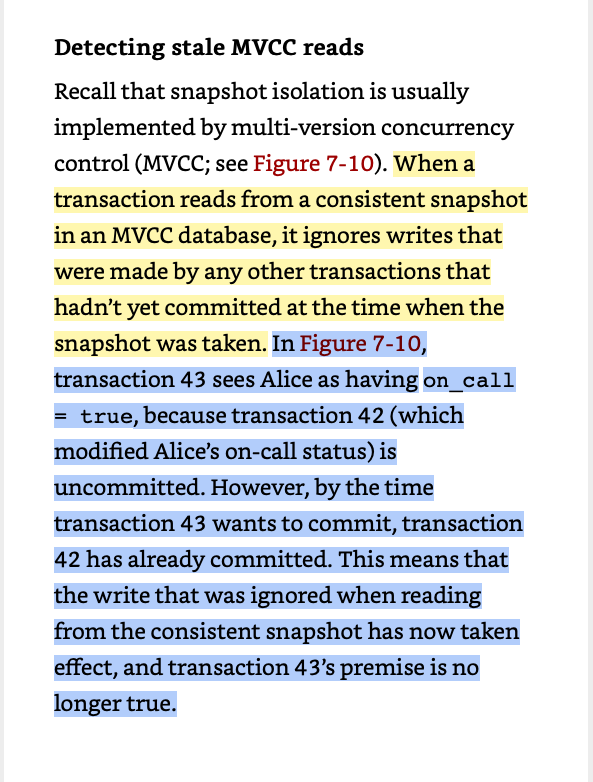 Detecting stale MVCC reads
Recall that snapshot isolation is usually
implemented by multi-version concurrency
control (MVCC; see Figure 7-10). When a
transaction reads from a consistent snapshot
in an MVCC database, it ignores writes that
were made by any other transactions that
hadn’t yet committed at the time when the
snapshot was taken. In Figure 7-10,
transaction 43 sees Alice as having on_call
= true, because transaction 42 (which
modified Alice’s on-call status) is
uncommitted. However, by the time
transaction 43 wants to commit, transaction
42 has already committed. This means that
the write that was ignored when reading
from the consistent snapshot has now taken
effect, and transaction 43’s premise is no
longer true.